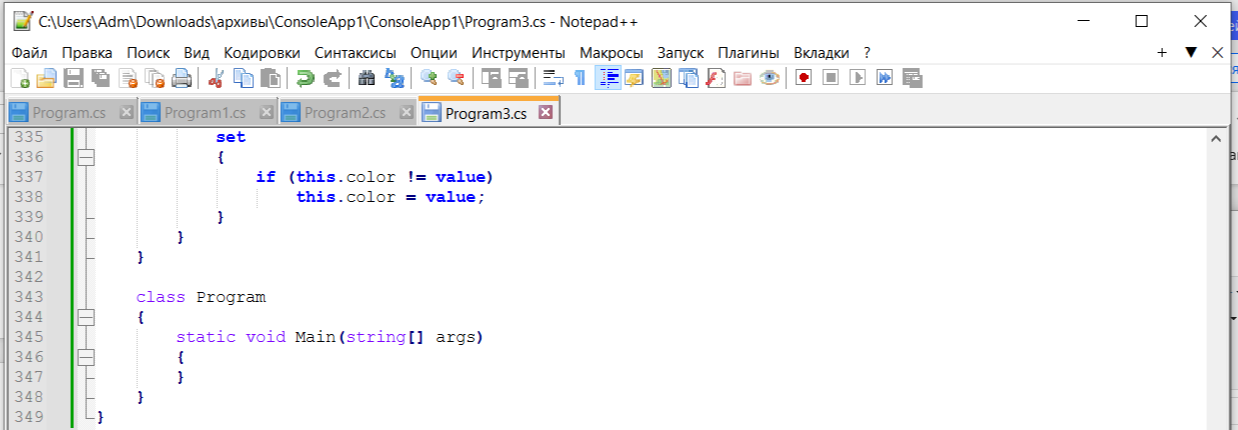 C:\Users\Adm\Downloads\архивы\ConsoleApp1\ConsoleApp1\Program3.cs - Notepad++
Файл Правка Поиск Вид Кодировки Синтаксисы Опции Инструменты Макросы Запуск Плагины Вкладки ?
Program.cs Program1.cs Program2.cs Program3.cs
335 set
336 {
337 if (this.color != value)
338 this.color = value;
339 }
340 }
341 }
342
343 class Program
344 {
345 static void Main(string[] args)
346 {
347 }
348 }
349 }